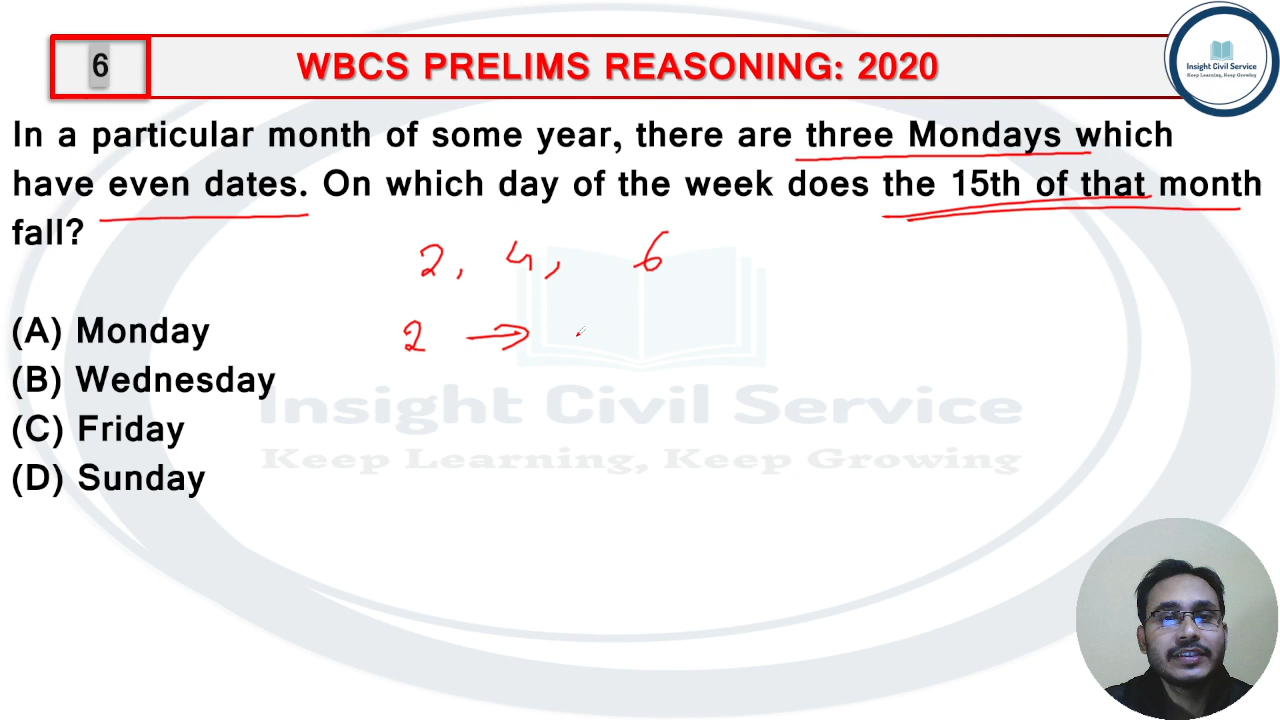 6
WBCS PRELIMS REASONING: 2020
Insight Civil Service
Keep Learning, Keep Growing
In a particular month of some year, there are three Mondays which
have even dates. On which day of the week does the 15th of that month
fall?
2, 4, 6
2 →
(A) Monday
(B) Wednesday
(C) Friday
(D) Sunday
Insight Civil Service
Keep Learning, Keep Growing